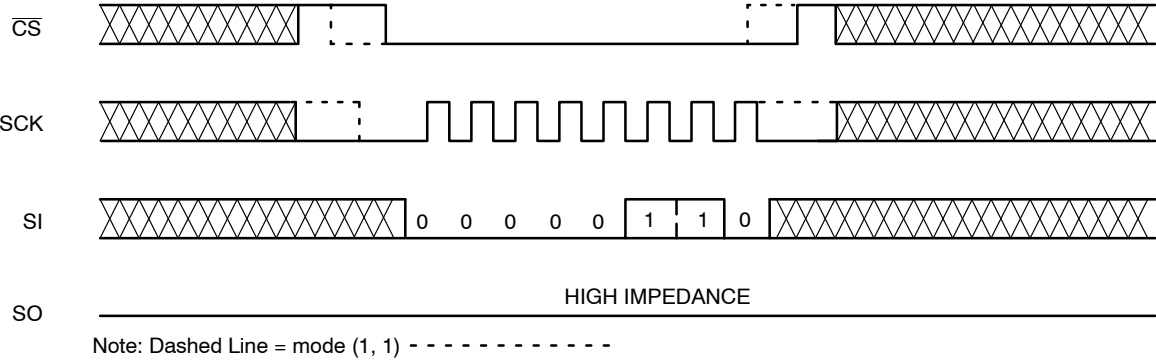 C̅S̅
SCK
SI
0 0 0 0 0 1 1 0
HIGH IMPEDANCE
SO
Note: Dashed Line = mode (1, 1)